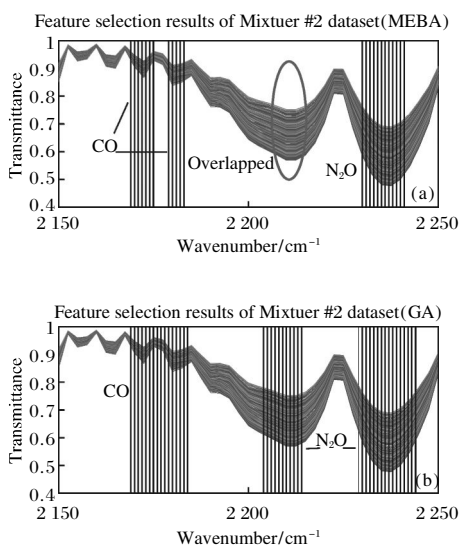 Feature selection results of Mixtuer #2 dataset(MEBA)
1
0.9
0.8
0.7
0.6
0.5
0.4
Transmittance
CO
Overlapped
N₂O
(a)
2 150
2 200
2 250
Wavenumber/cm⁻¹
Feature selection results of Mixtuer #2 dataset(GA)
1
0.9
0.8
0.7
0.6
0.5
0.4
Transmittance
CO
N₂O
(b)
2 150
2 200
2 250
Wavenumber/cm⁻¹